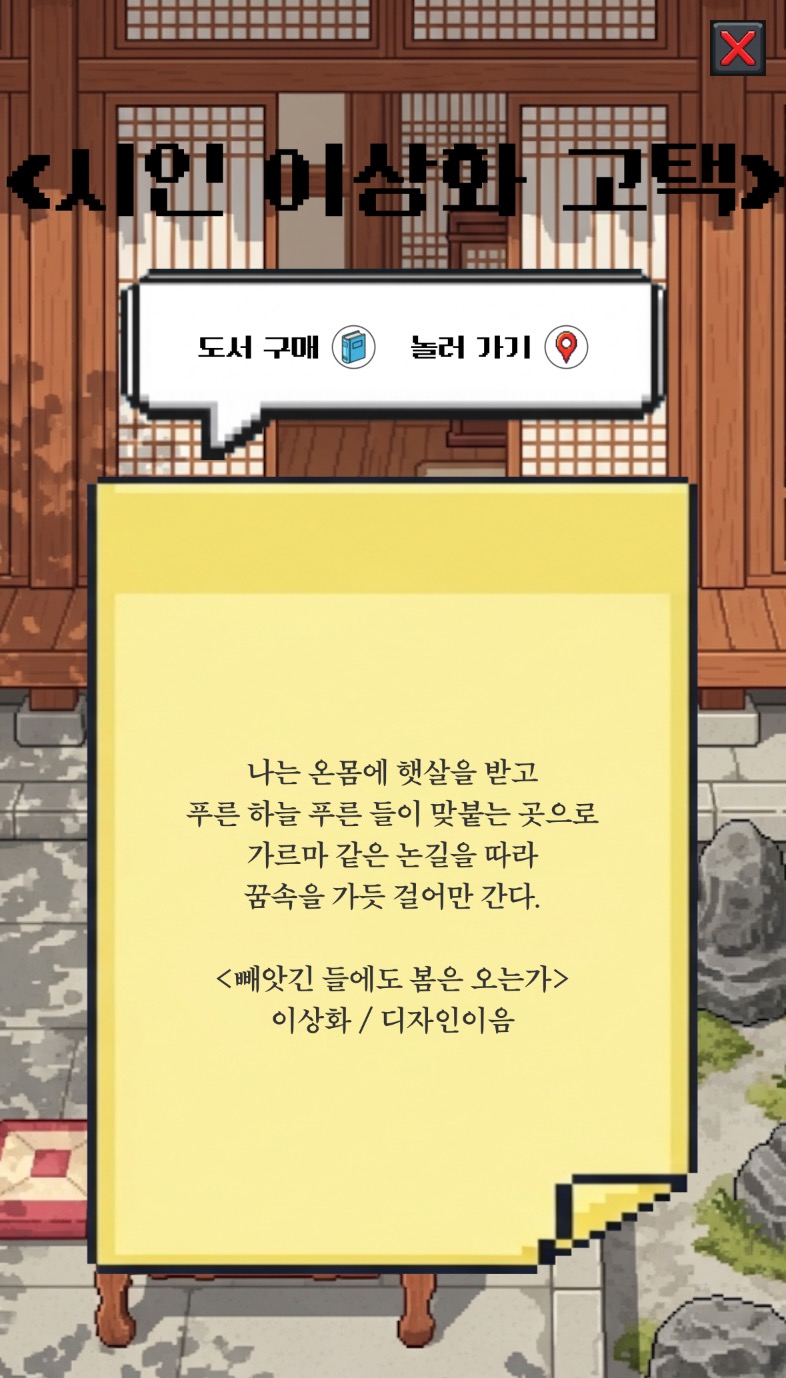 <시인 이상화 고택>
도서 구매 놀러 가기
나는 온몸에 햇살을 받고
푸른 하늘 푸른 들이 맞붙는 곳으로
가르마 같은 논길을 따라
꿈속을 가듯 걸어만 간다.
<빼앗긴 들에도 봄은 오는가>
이상화 / 디자인이음